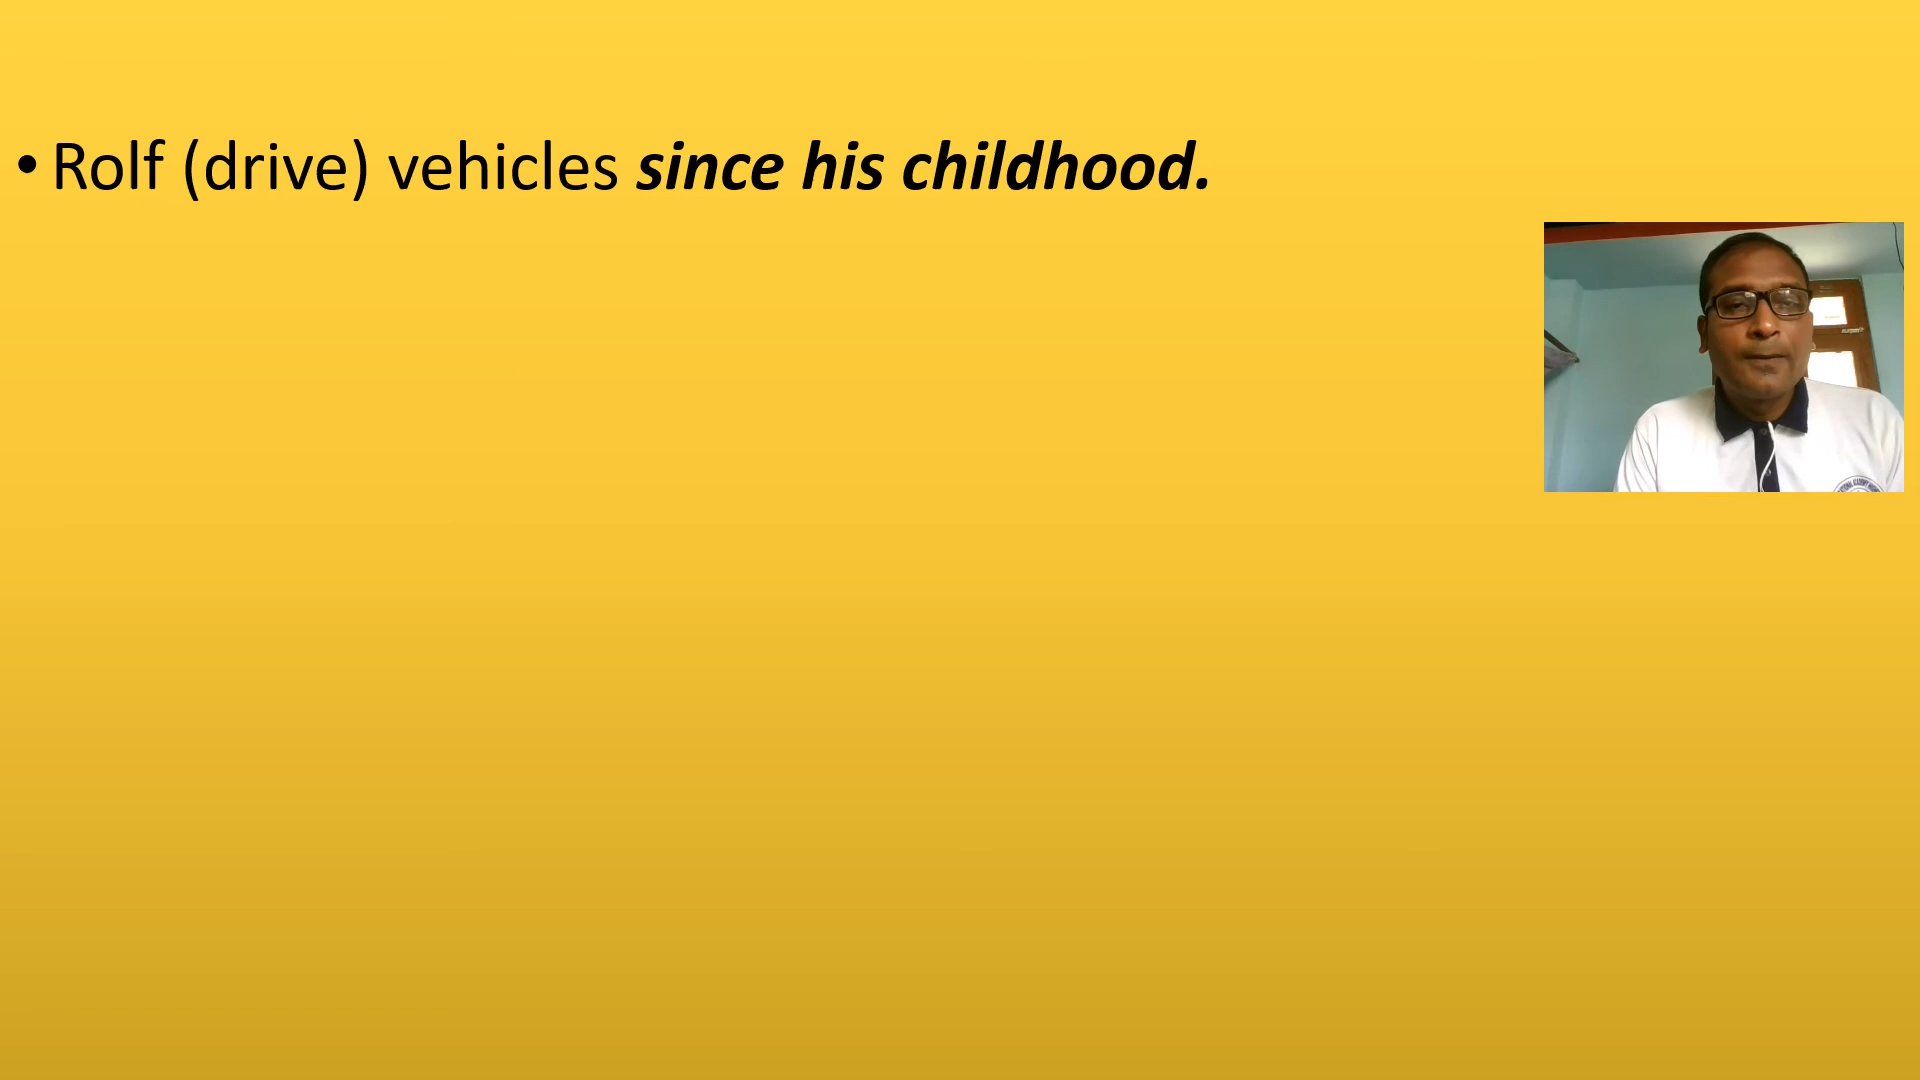 • Rolf (drive) vehicles since his childhood.